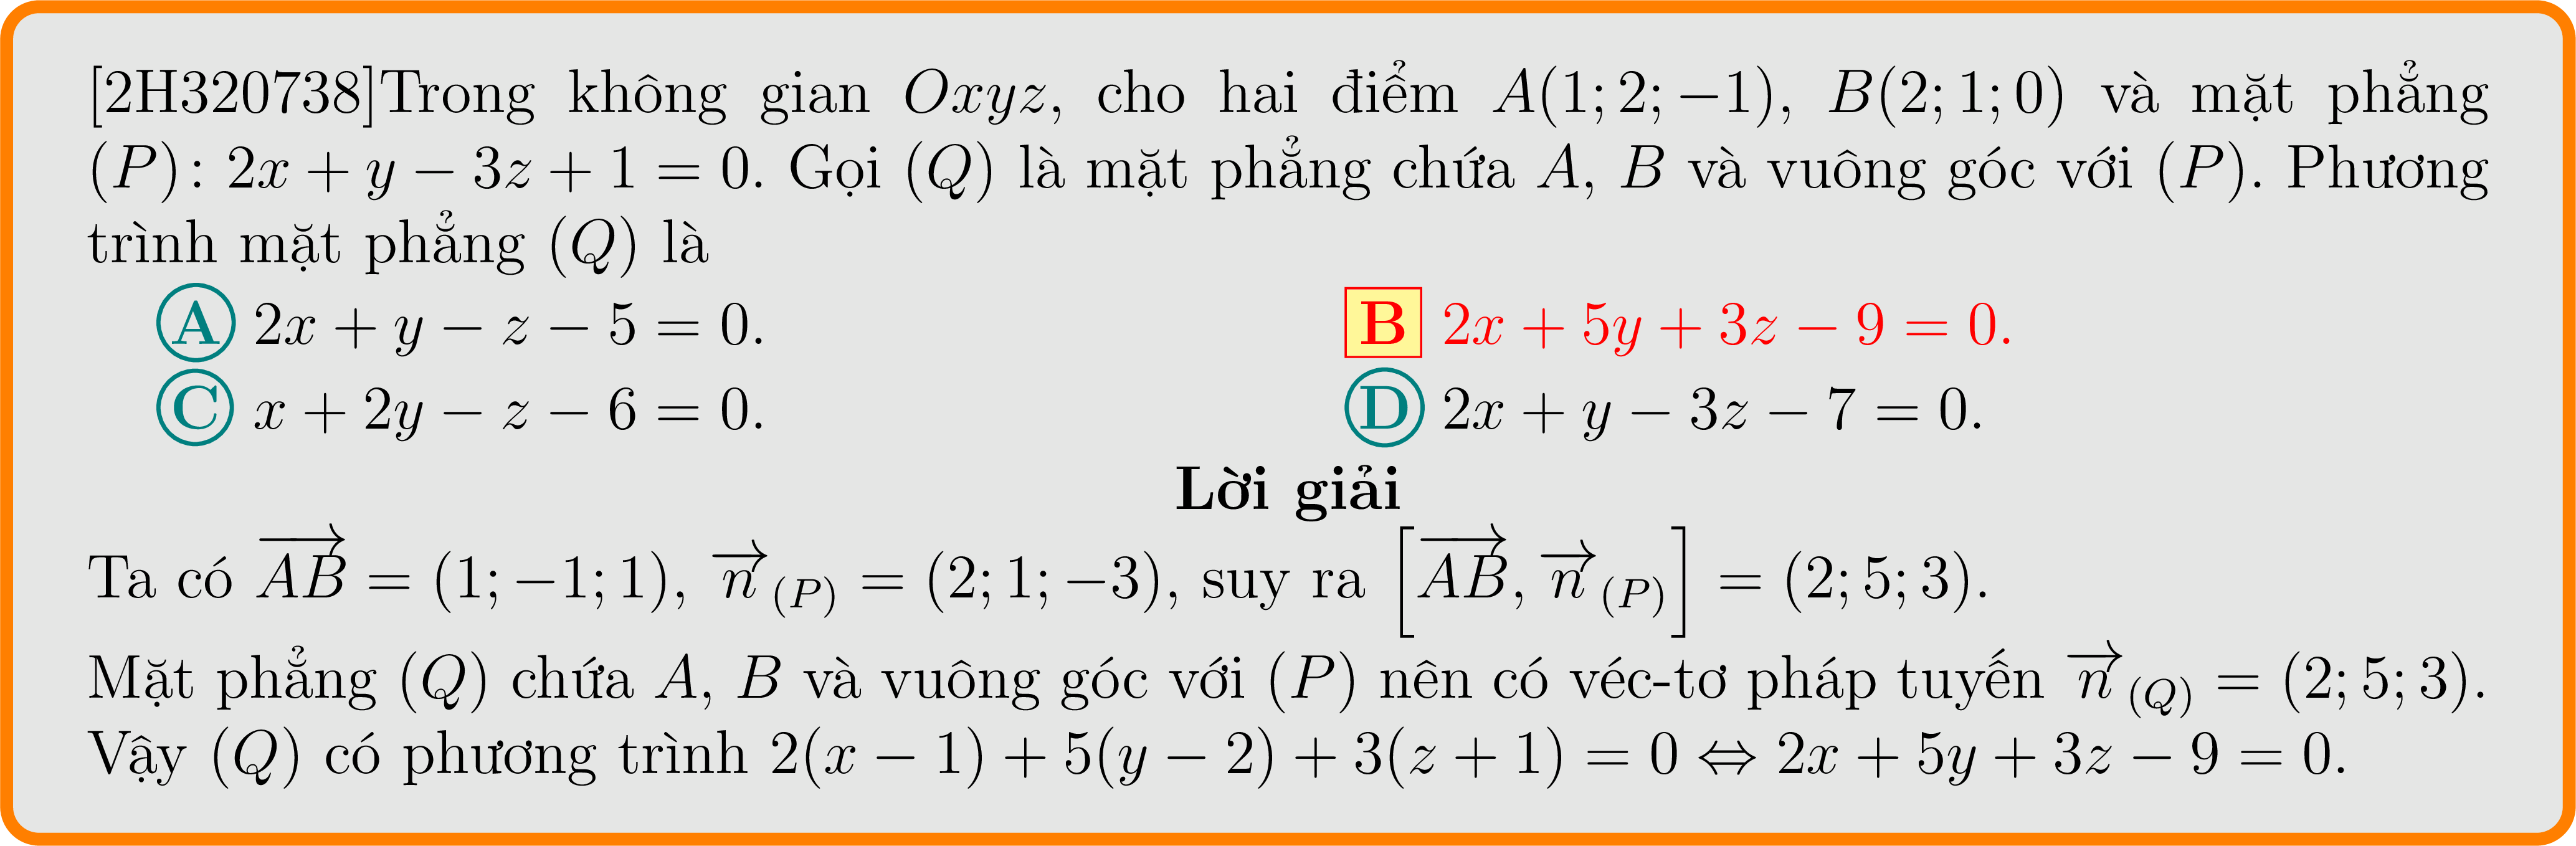 [2H320738]Trong không gian Oxyz, cho hai điểm A(1; 2; −1), B(2; 1; 0) và mặt phẳng
(P): 2x + y − 3z + 1 = 0. Gọi (Q) là mặt phẳng chứa A, B và vuông góc với (P). Phương
trình mặt phẳng (Q) là
A 2x + y − z − 5 = 0. B 2x + 5y + 3z − 9 = 0.
C x + 2y − z − 6 = 0. D 2x + y − 3z − 7 = 0.
Lời giải
Ta có \overrightarrow{AB} = (1; −1; 1), \overrightarrow{n}_{(P)} = (2; 1; −3), suy ra [\overrightarrow{AB}, \overrightarrow{n}_{(P)}] = (2; 5; 3).
Mặt phẳng (Q) chứa A, B và vuông góc với (P) nên có véc-tơ pháp tuyến \overrightarrow{n}_{(Q)} = (2; 5; 3).
Vậy (Q) có phương trình 2(x − 1) + 5(y − 2) + 3(z + 1) = 0 ⇔ 2x + 5y + 3z − 9 = 0.